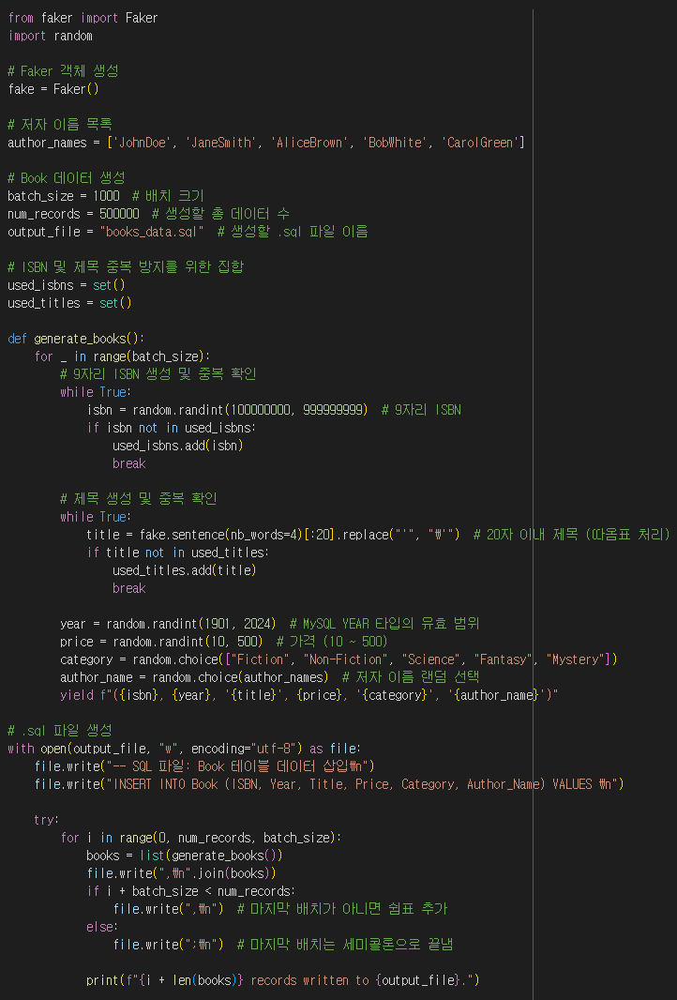 from faker import Faker
import random
# Faker 객체 생성
fake = Faker()
# 저자 이름 목록
author_names = ['JohnDoe', 'JaneSmith', 'AliceBrown', 'BobWhite', 'CarolGreen']
# Book 데이터 생성
batch_size = 1000  # 배치 크기
num_records = 500000  # 생성할 총 데이터 수
output_file = "books_data.sql"  # 생성할 .sql 파일 이름
# ISBN 및 제목 중복 방지를 위한 집합
used_isbns = set()
used_titles = set()
def generate_books():
    for _ in range(batch_size):
        # 9자리 ISBN 생성 및 중복 확인
        while True:
            isbn = random.randint(100000000, 999999999)  # 9자리 ISBN
            if isbn not in used_isbns:
                used_isbns.add(isbn)
                break
        # 제목 생성 및 중복 확인
        while True:
            title = fake.sentence(nb_words=4)[:20].replace("'", "₩'")  # 20자 이내 제목 (따옴표 처리)
            if title not in used_titles:
                used_titles.add(title)
                break
        year = random.randint(1901, 2024)  # MySQL YEAR 타입의 유효 범위
        price = random.randint(10, 500)  # 가격 (10 ~ 500)
        category = random.choice(["Fiction", "Non-Fiction", "Science", "Fantasy", "Mystery"])
        author_name = random.choice(author_names)  # 저자 이름 랜덤 선택
        yield f"({isbn}, {year}, '{title}', {price}, '{category}', '{author_name}')"
# .sql 파일 생성
with open(output_file, "w", encoding="utf-8") as file:
    file.write("-- SQL 파일: Book 테이블 데이터 삽입₩n")
    file.write("INSERT INTO Book (ISBN, Year, Title, Price, Category, Author_Name) VALUES ₩n")
    try:
        for i in range(0, num_records, batch_size):
            books = list(generate_books())
            file.write(",₩n".join(books))
            if i + batch_size < num_records:
                file.write(",₩n")  # 마지막 배치가 아니면 쉼표 추가
            else:
                file.write(";₩n")  # 마지막 배치는 세미콜론으로 끝냄
            print(f"{i + len(books)} records written to {output_file}.")